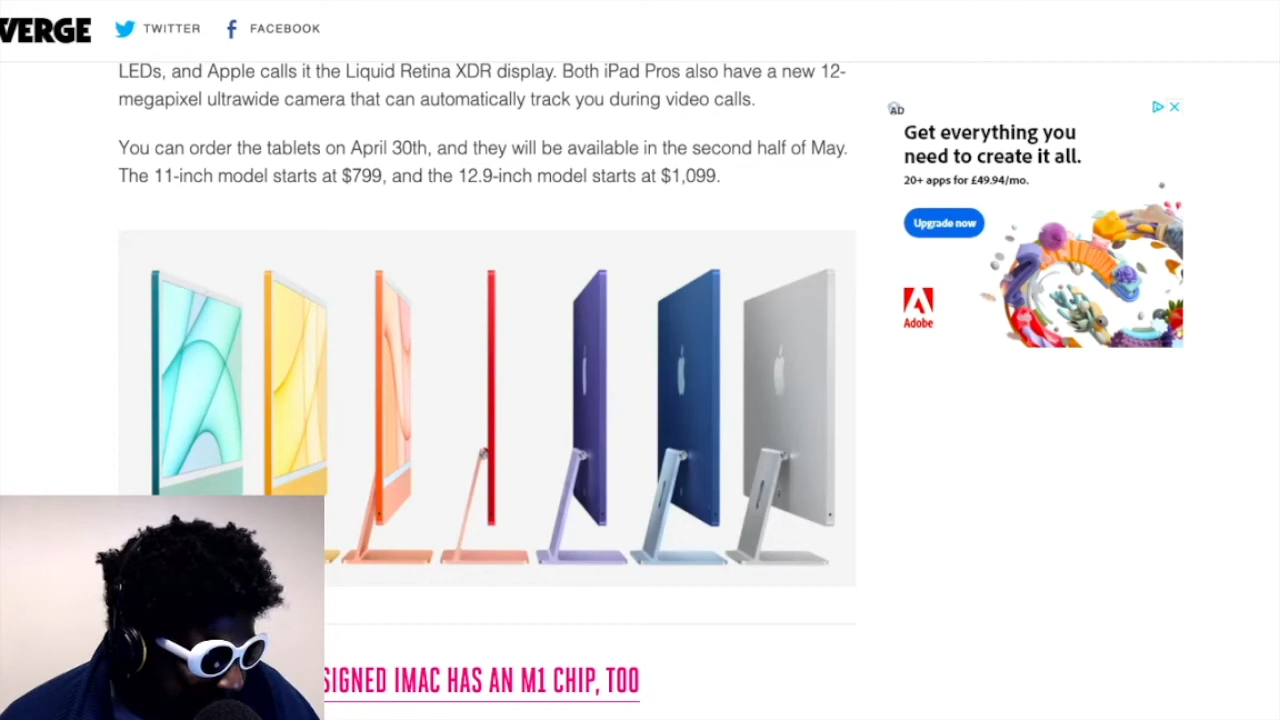 VERGE
TWITTER
FACEBOOK
LEDs, and Apple calls it the Liquid Retina XDR display. Both iPad Pros also have a new 12-
megapixel ultrawide camera that can automatically track you during video calls.
You can order the tablets on April 30th, and they will be available in the second half of May.
The 11-inch model starts at $799, and the 12.9-inch model starts at $1,099.
AD
Get everything you
need to create it all.
20+ apps for £49.94/mo.
Upgrade now
Adobe
SIGNED IMAC HAS AN M1 CHIP, TOO